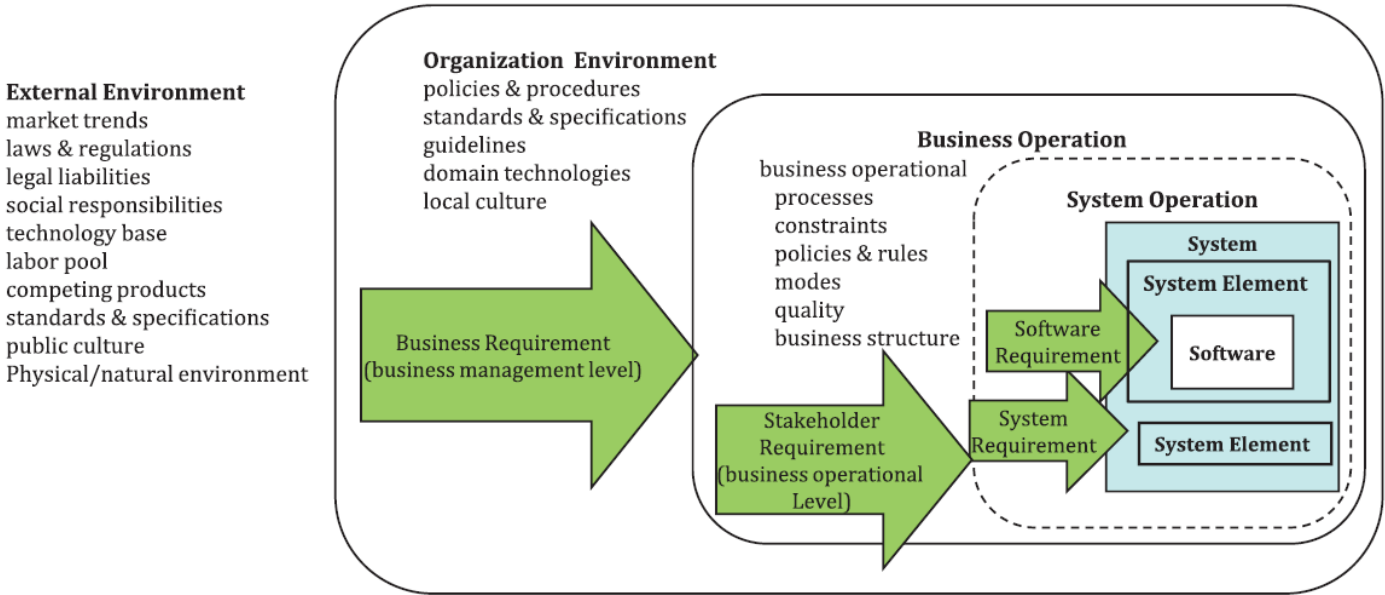 External Environment
market trends
laws & regulations
legal liabilities
social responsibilities
technology base
labor pool
competing products
standards & specifications
public culture
Physical/natural environment
Organization Environment
policies & procedures
standards & specifications
guidelines
domain technologies
local culture
Business Requirement
(business management level)
Business Operation
business operational
processes
constraints
policies & rules
modes
quality
business structure
Stakeholder
Requirement
(business operational
Level)
System Operation
System
System Element
Software
Software
Requirement
System
Requirement
System Element